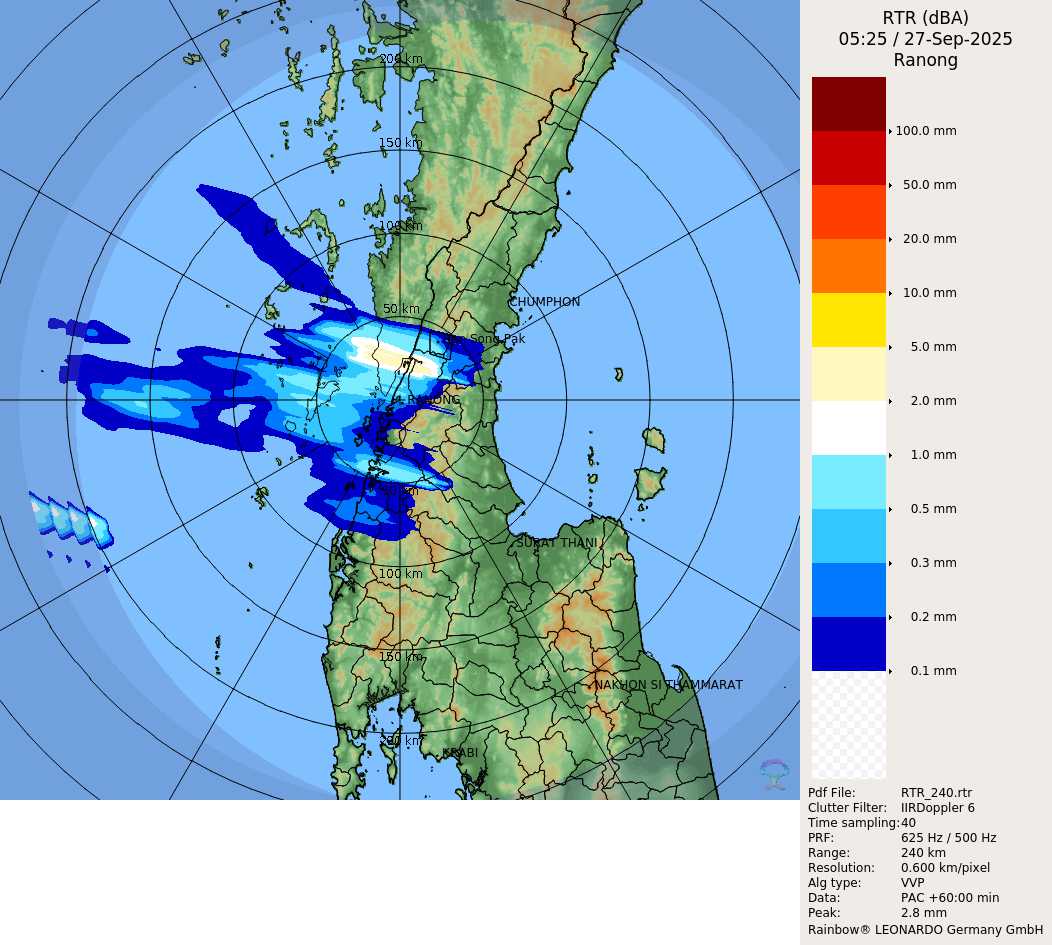 RTR (dBA)
05:25 / 27-Sep-2025
Ranong
100.0 mm
50.0 mm
20.0 mm
10.0 mm
5.0 mm
2.0 mm
1.0 mm
0.5 mm
0.3 mm
0.2 mm
0.1 mm
Pdf File: RTR_240.rtr
Clutter Filter: IIRDoppler 6
Time sampling: 40
PRF: 625 Hz / 500 Hz
Range: 240 km
Resolution: 0.600 km/pixel
Alg type: VVP
Data: PAC +60:00 min
Peak: 2.8 mm
Rainbow® LEONARDO Germany GmbH
200 km
150 km
100 km
CHUMPHON
50 km
Song Pak
RANONG
50 km
SURAT THANI
100 km
150 km
NAKHON SI THAMMARAT
200 km
KRABI